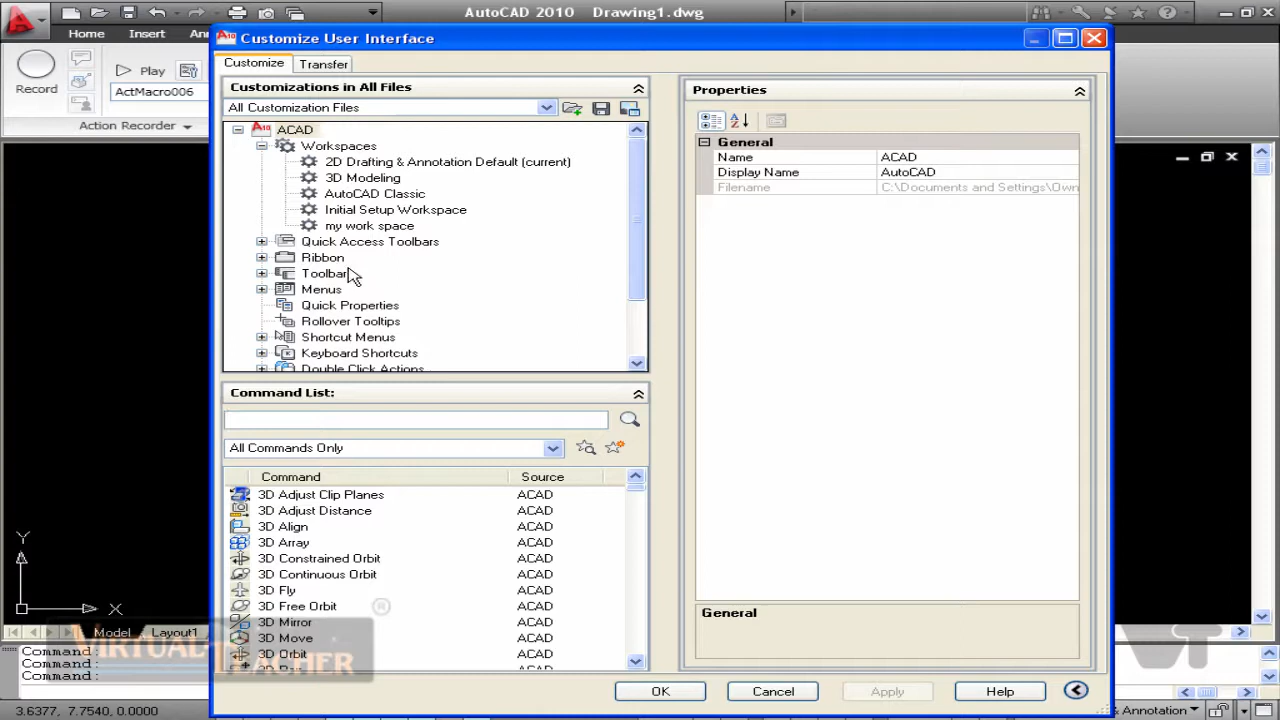 AutoCAD 2010 Drawing1.dwg
Home Insert
Customize User Interface
Customize Transfer
Record
Play
ActMacro006
Action Recorder
Customizations in All Files
All Customization Files
ACAD
Workspaces
2D Drafting & Annotation Default (current)
3D Modeling
AutoCAD Classic
Initial Setup Workspace
my work space
Quick Access Toolbars
Ribbon
Toolbar
Menus
Quick Properties
Rollover Tooltips
Shortcut Menus
Keyboard Shortcuts
Double Click Actions
Command List:
All Commands Only
Command Source
3D Adjust Clip Planes ACAD
3D Adjust Distance ACAD
3D Align ACAD
3D Array ACAD
3D Constrained Orbit ACAD
3D Continuous Orbit ACAD
3D Fly ACAD
3D Free Orbit ACAD
3D Mirror ACAD
3D Move ACAD
3D Orbit ACAD
Properties
General
Name ACAD
Display Name AutoCAD
Filename C:\Documents and Settings\Own
General
OK Cancel Apply Help
Y
X
Model Layout1
Command:
Command:
Command:
3.6377, 7.7540, 0.0000
& Annotation
VIRTUAL TEACHER
®
VT